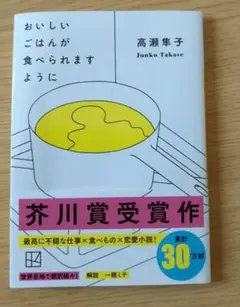 おいしい
ごはんが
食べられます
ように
高瀬隼子
Junko Takase
芥川賞受賞作
最高に不穏な仕事×食べもの×恋愛小説!
累計
30万部
世界各地で翻訳続々!
解説 一穂ミチ